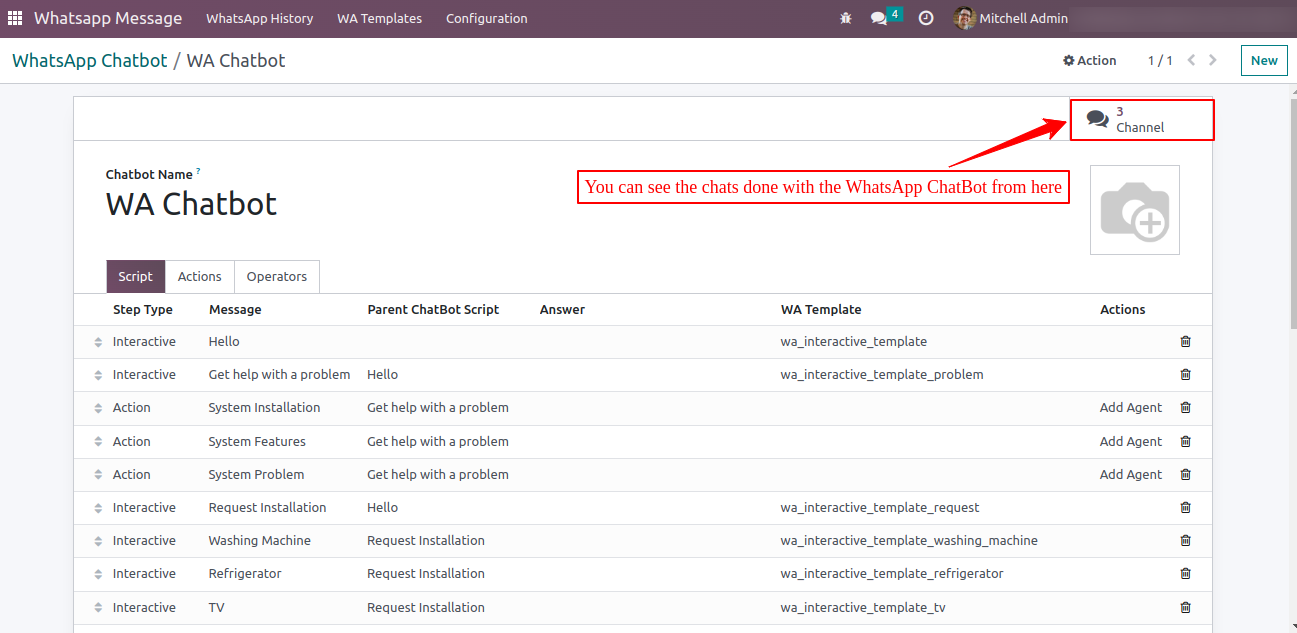 Whatsapp Message WhatsApp History WA Templates Configuration 4 Mitchell Admin
WhatsApp Chatbot / WA Chatbot Action 1 / 1 New
3
Channel
Chatbot Name ?
You can see the chats done with the WhatsApp ChatBot from here
WA Chatbot
Script Actions Operators
Step Type Message Parent ChatBot Script Answer WA Template Actions
Interactive Hello wa_interactive_template
Interactive Get help with a problem Hello wa_interactive_template_problem
Action System Installation Get help with a problem Add Agent
Action System Features Get help with a problem Add Agent
Action System Problem Get help with a problem Add Agent
Interactive Request Installation Hello wa_interactive_template_request
Interactive Washing Machine Request Installation wa_interactive_template_washing_machine
Interactive Refrigerator Request Installation wa_interactive_template_refrigerator
Interactive TV Request Installation wa_interactive_template_tv